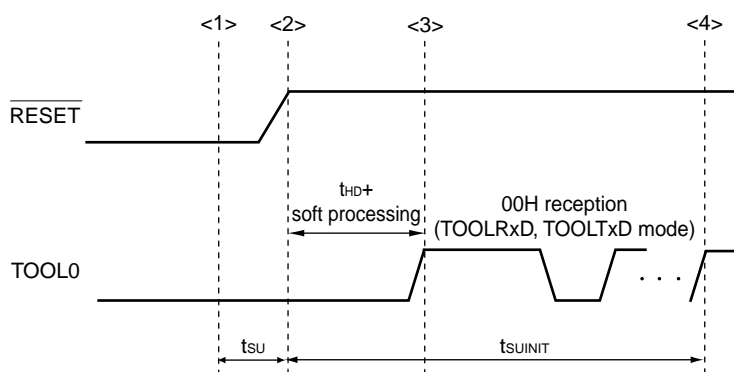 <1> <2> <3> <4>
RESET
tHD+
soft processing
00H reception
(TOOLRxD, TOOLTxD mode)
TOOL0
. . .
tSU
tSUINIT